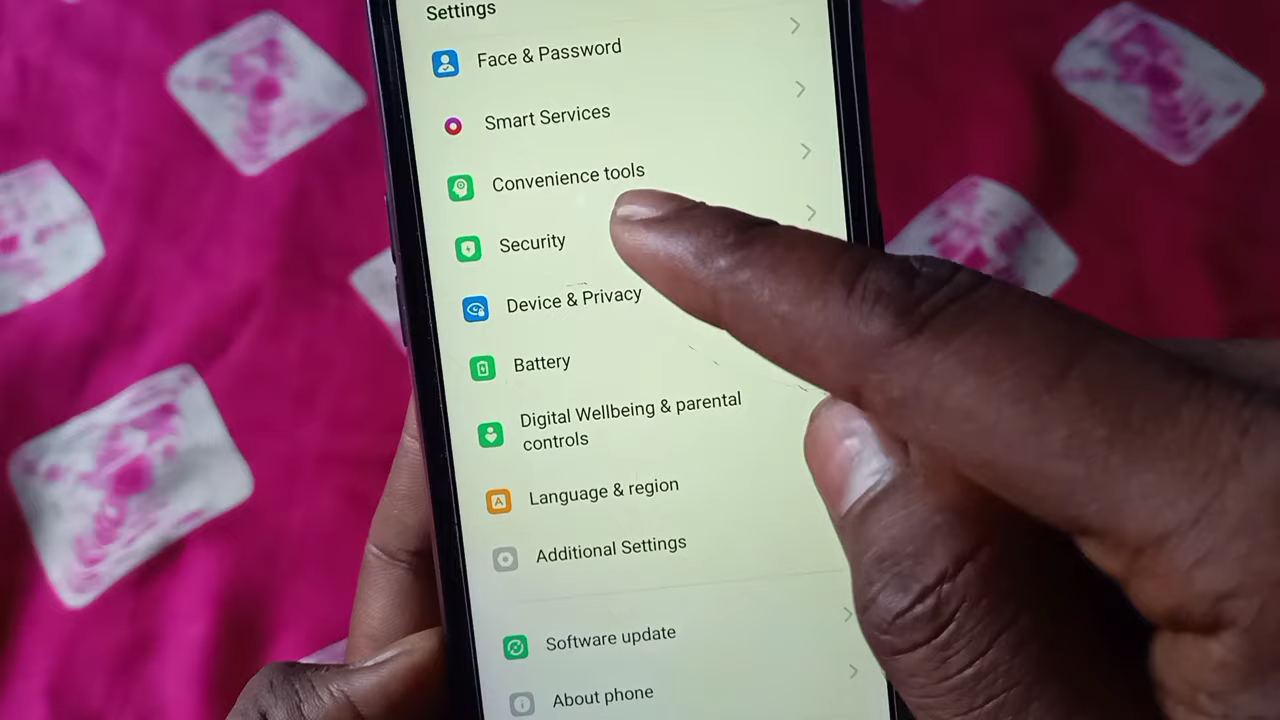 Settings
Face & Password
Smart Services
Convenience tools
Security
Device & Privacy
Battery
Digital Wellbeing & parental
controls
Language & region
A
Additional Settings
Software update
About phone